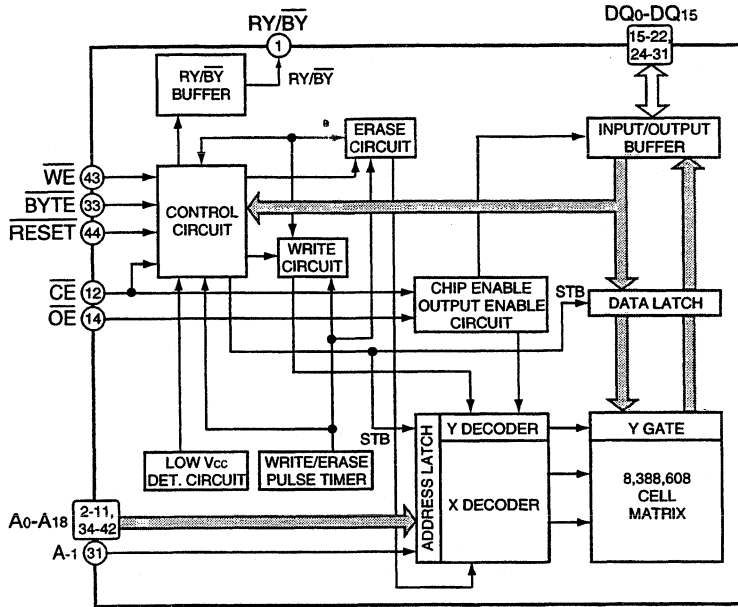 RY/BY
1
DQ0-DQ15
15-22,
24-31
RY/BY
RY/BY
BUFFER
ERASE
CIRCUIT
INPUT/OUTPUT
BUFFER
WE 43
BYTE 33
RESET 44
CONTROL
CIRCUIT
WRITE
CIRCUIT
CE 12
OE 14
CHIP ENABLE
OUTPUT ENABLE
CIRCUIT
STB
DATA LATCH
STB
ADDRESS LATCH
Y DECODER
Y GATE
LOW Vcc
DET. CIRCUIT
WRITE/ERASE
PULSE TIMER
X DECODER
8,388,608
CELL
MATRIX
A0-A18
2-11,
34-42
A-1 31